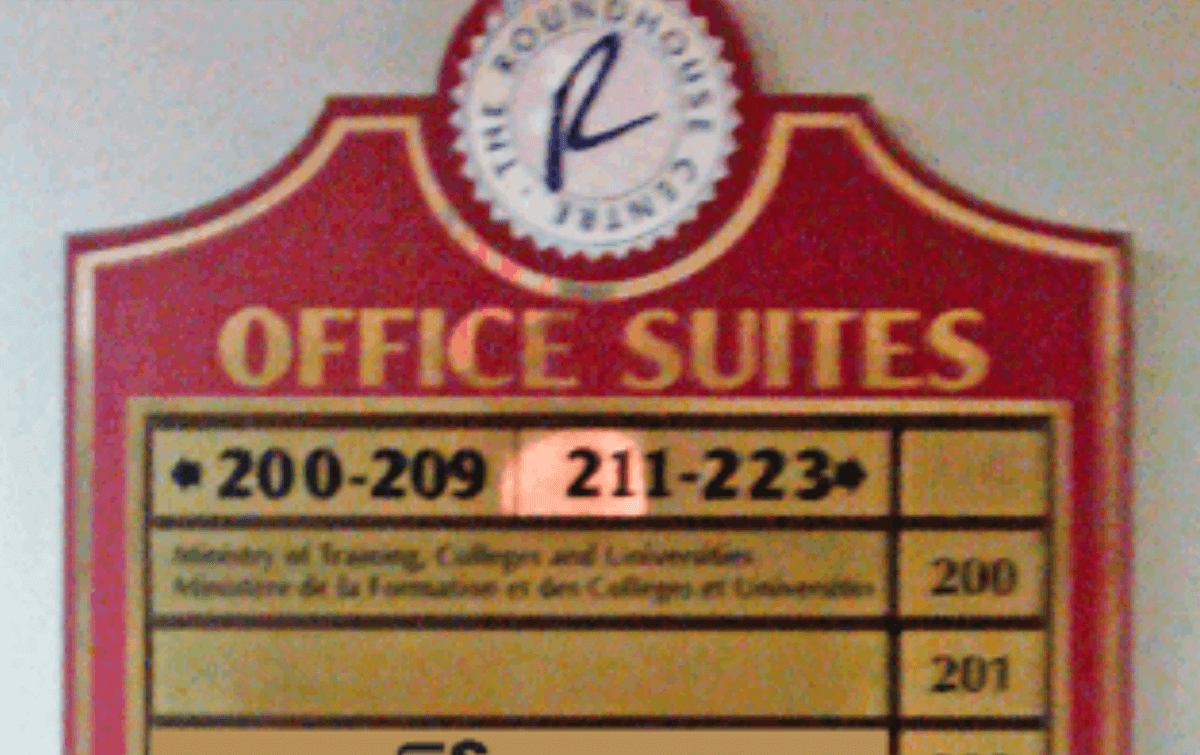 THE ROUNDHOUSE CENTRE
R
OFFICE SUITES
200-209 211-223
Ministry of Training, Colleges and Universities
Ministère de la Formation et des Collèges et Universités
200
201